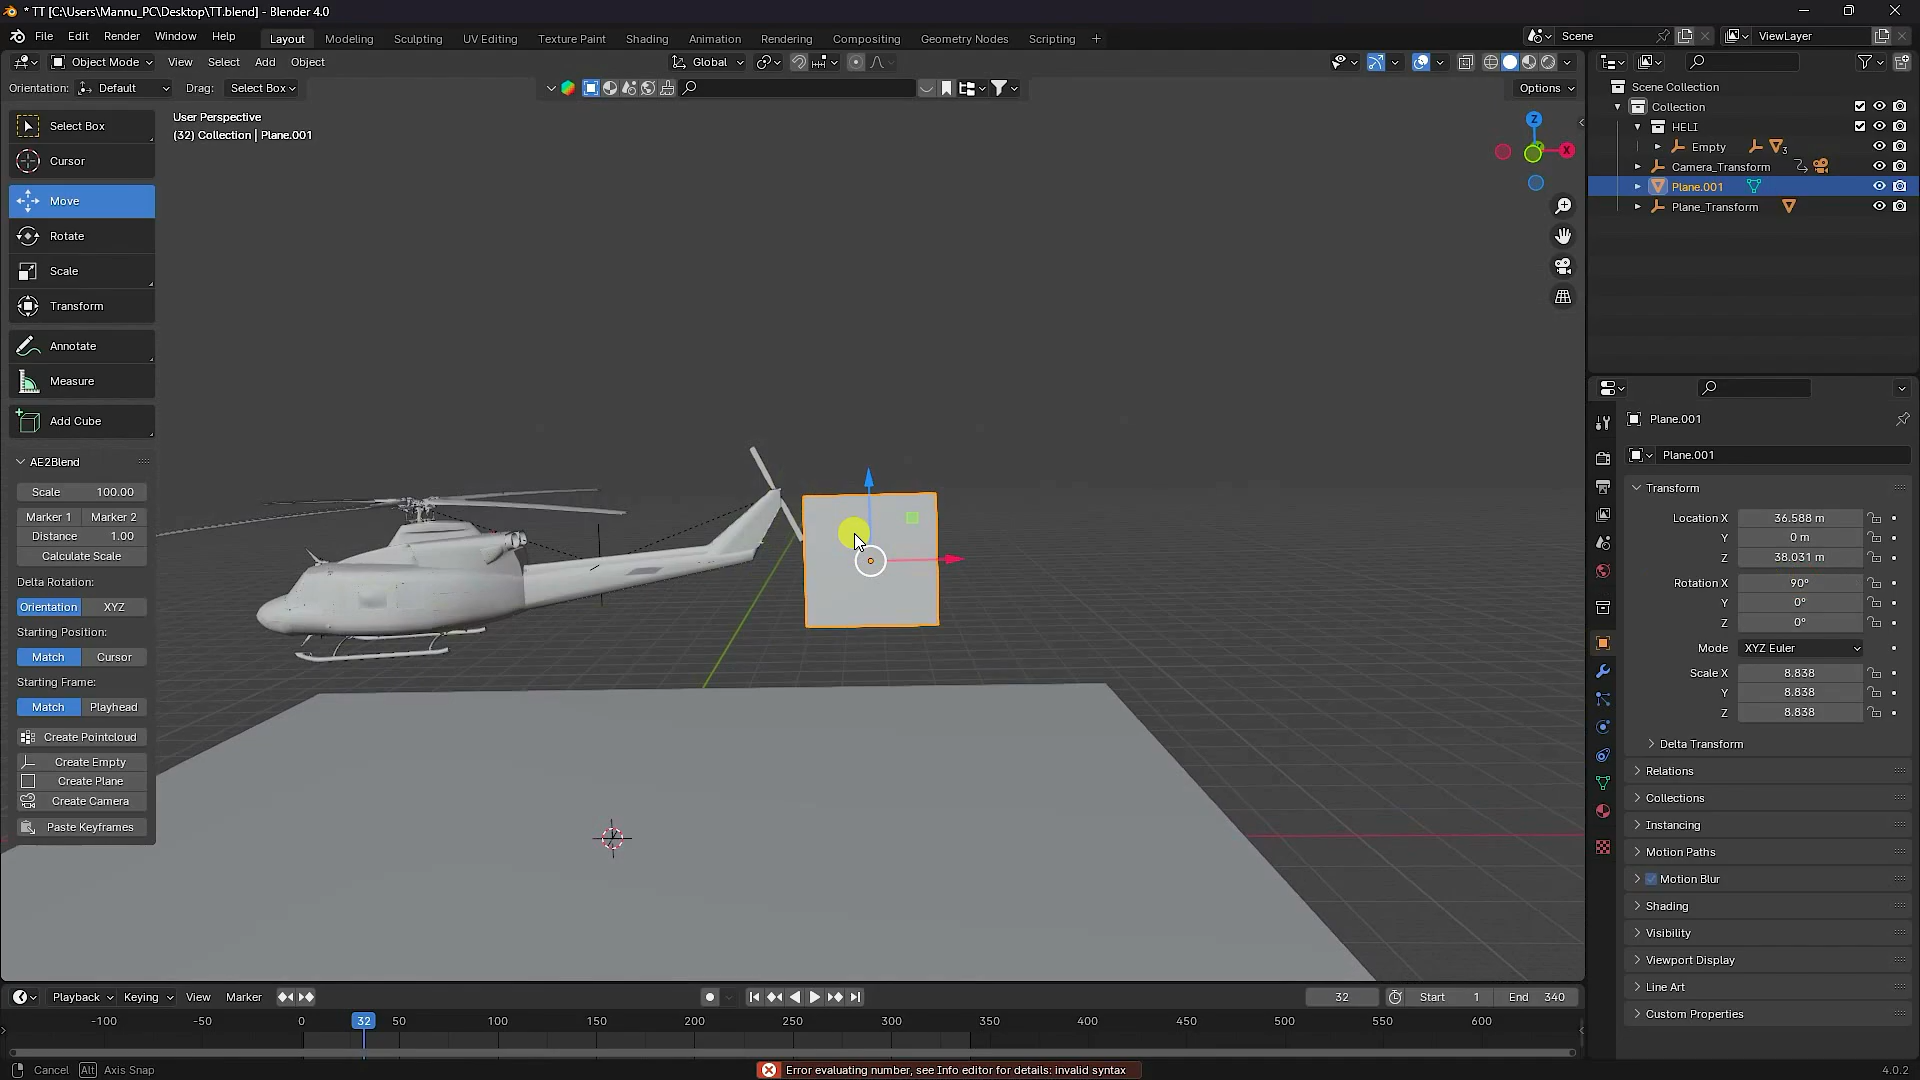 * TT [C:\Users\Mannu_PC\Desktop\TT.blend] - Blender 4.0
File Edit Render Window Help
Layout Modeling Sculpting UV Editing Texture Paint Shading Animation Rendering Compositing Geometry Nodes Scripting +
Scene
ViewLayer
Object Mode View Select Add Object
Global
Orientation: Default Drag: Select Box
Options
User Perspective
(32) Collection | Plane.001
Select Box
Cursor
Move
Rotate
Scale
Transform
Annotate
Measure
Add Cube
AE2Blend
Scale 100.00
Marker 1 Marker 2
Distance 1.00
Calculate Scale
Delta Rotation:
Orientation XYZ
Starting Position:
Match Cursor
Starting Frame:
Match Playhead
Create Pointcloud
Create Empty
Create Plane
Create Camera
Paste Keyframes
Z
X
Scene Collection
Collection
HELI
Empty 3
Camera_Transform
Plane.001
Plane_Transform
Plane.001
Plane.001
Transform
Location X 36.588 m
Y 0 m
Z 38.031 m
Rotation X 90°
Y 0°
Z 0°
Mode XYZ Euler
Scale X 8.838
Y 8.838
Z 8.838
Delta Transform
Relations
Collections
Instancing
Motion Paths
Motion Blur
Shading
Visibility
Viewport Display
Line Art
Custom Properties
Playback Keying View Marker
32 Start 1 End 340
-100 -50 0 32 50 100 150 200 250 300 350 400 450 500 550 600
Cancel Alt Axis Snap
Error evaluating number, see Info editor for details: invalid syntax
4.0.2